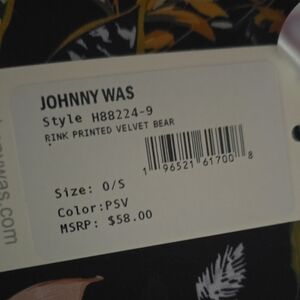 JOHNNY WAS
Style H88224-9
RINK PRINTED VELVET BEAR
1 96521 61700 8
Size: O/S
Color:PSV
MSRP: $58.00
ywas.com